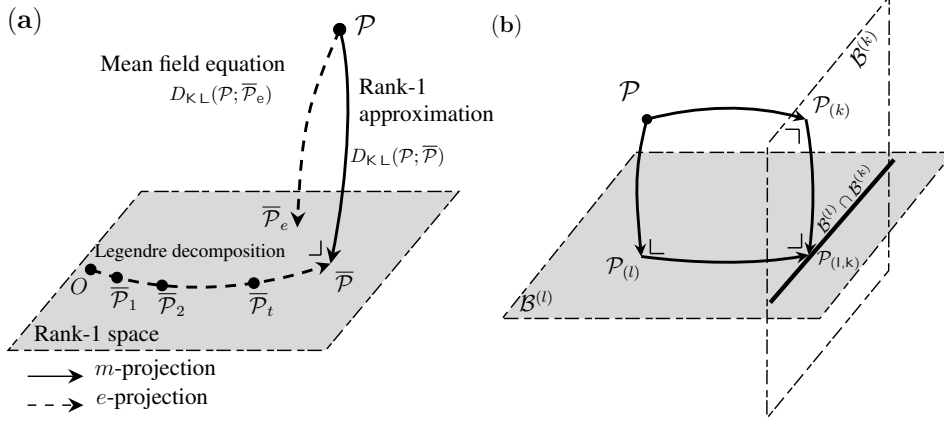 (a)
𝒫
Mean field equation
D_KL(𝒫; 𝒫̅_e)
Rank-1
approximation
D_KL(𝒫; 𝒫̅)
𝒫̅_e
Legendre decomposition
O
𝒫̅_1
𝒫̅_2
𝒫̅_t
𝒫̅
Rank-1 space
m-projection
e-projection
(b)
𝓑^(k)
𝒫
𝒫_(k)
𝓑^(l) ∩ 𝓑^(k)
𝒫_(l)
𝒫_(l,k)
𝓑^(l)